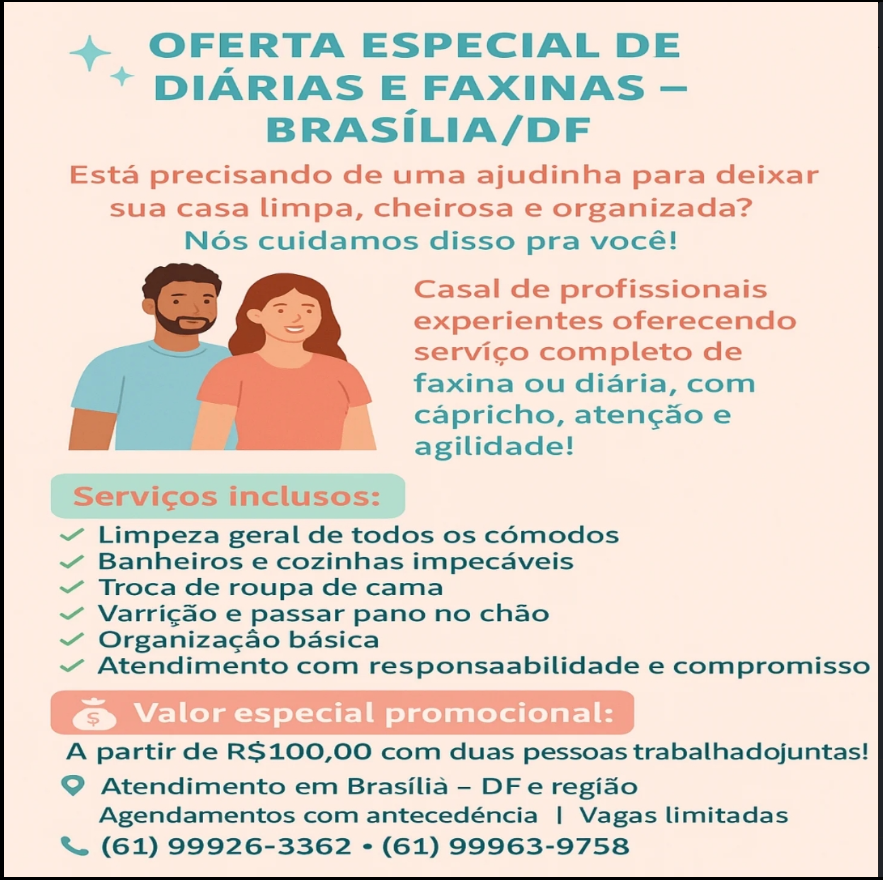 OFERTA ESPECIAL DE
DIÁRIAS E FAXINAS –
BRASÍLIA/DF
Está precisando de uma ajudinha para deixar
sua casa limpa, cheirosa e organizada?
Nós cuidamos disso pra você!
Casal de profissionais
experientes oferecendo
servíço completo de
faxina ou diária, com
cápricho, atenção e
agilidade!
Serviços inclusos:
Limpeza geral de todos os cómodos
Banheiros e cozinhas impecáveis
Troca de roupa de cama
Varrição e passar pano no chão
Organizaçâo básica
Atendimento com responsaabilidade e compromisso
$ Valor especial promocional:
A partir de R$100,00 com duas pessoas trabalhadojuntas!
Atendimento em Brasílià – DF e regíão
Agendamentos com antecedéncia | Vagas limitadas
(61) 99926-3362 • (61) 99963-9758